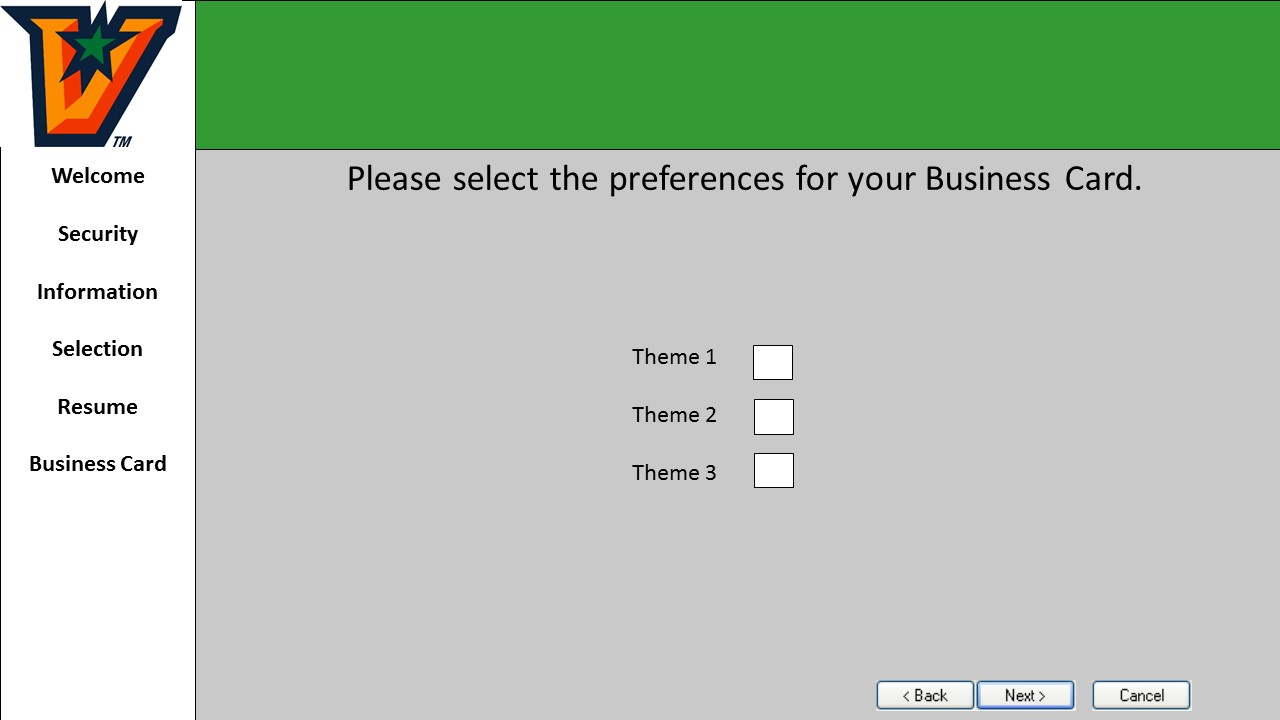 TM
Welcome
Security
Information
Selection
Resume
Business Card
Please select the preferences for your Business Card.
Theme 1
Theme 2
Theme 3
< Back
Next >
Cancel